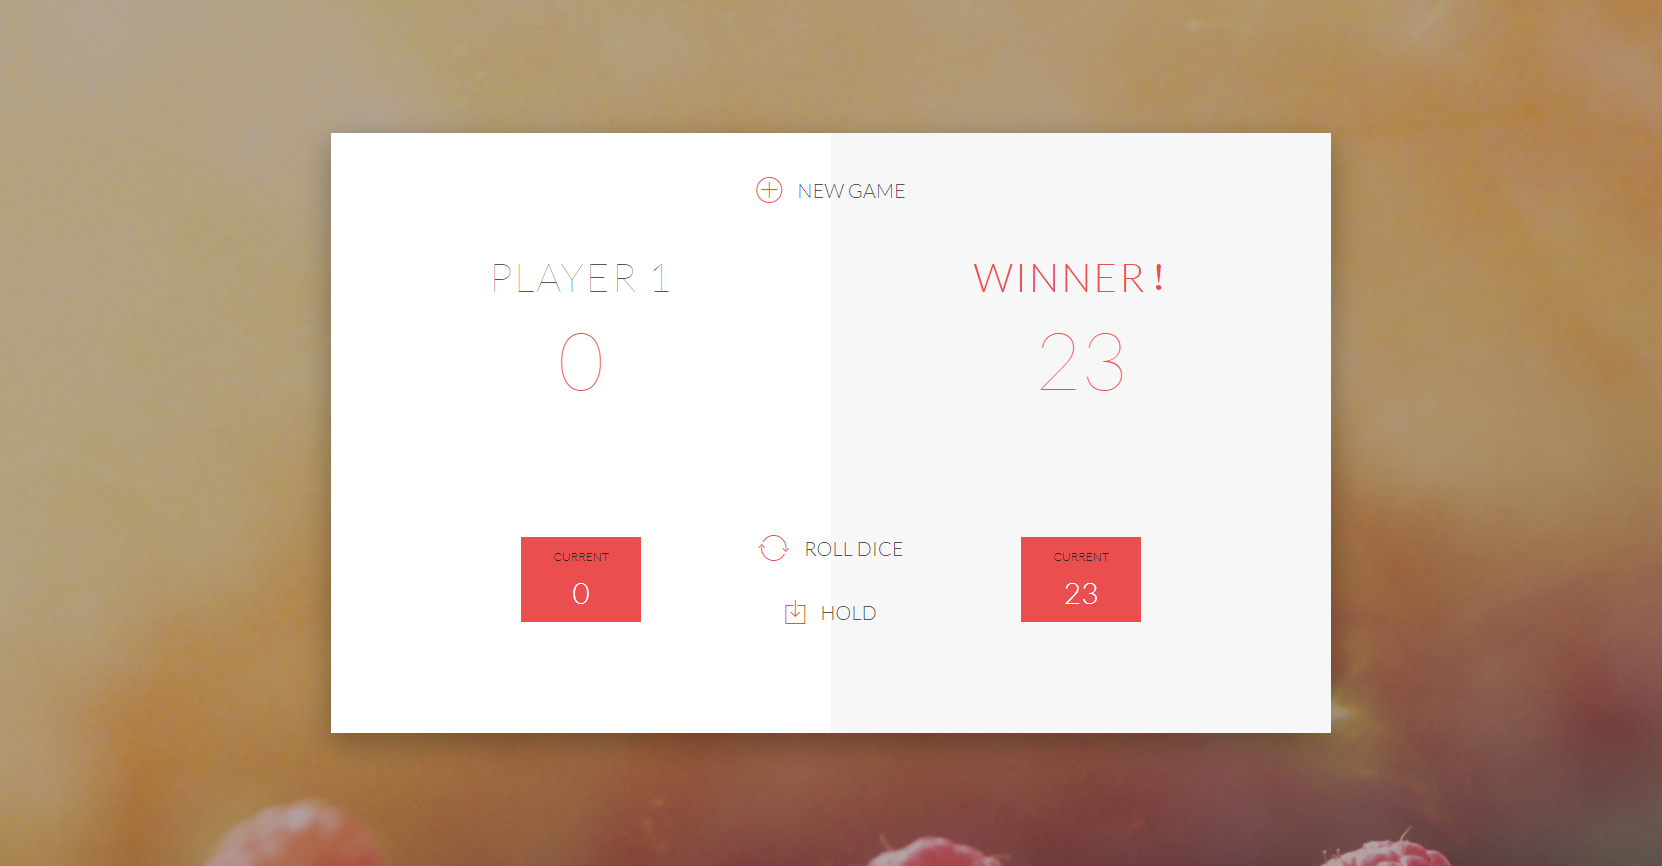 NEW GAME
PLAYER 1
0
WINNER!
23
CURRENT
0
ROLL DICE
HOLD
CURRENT
23